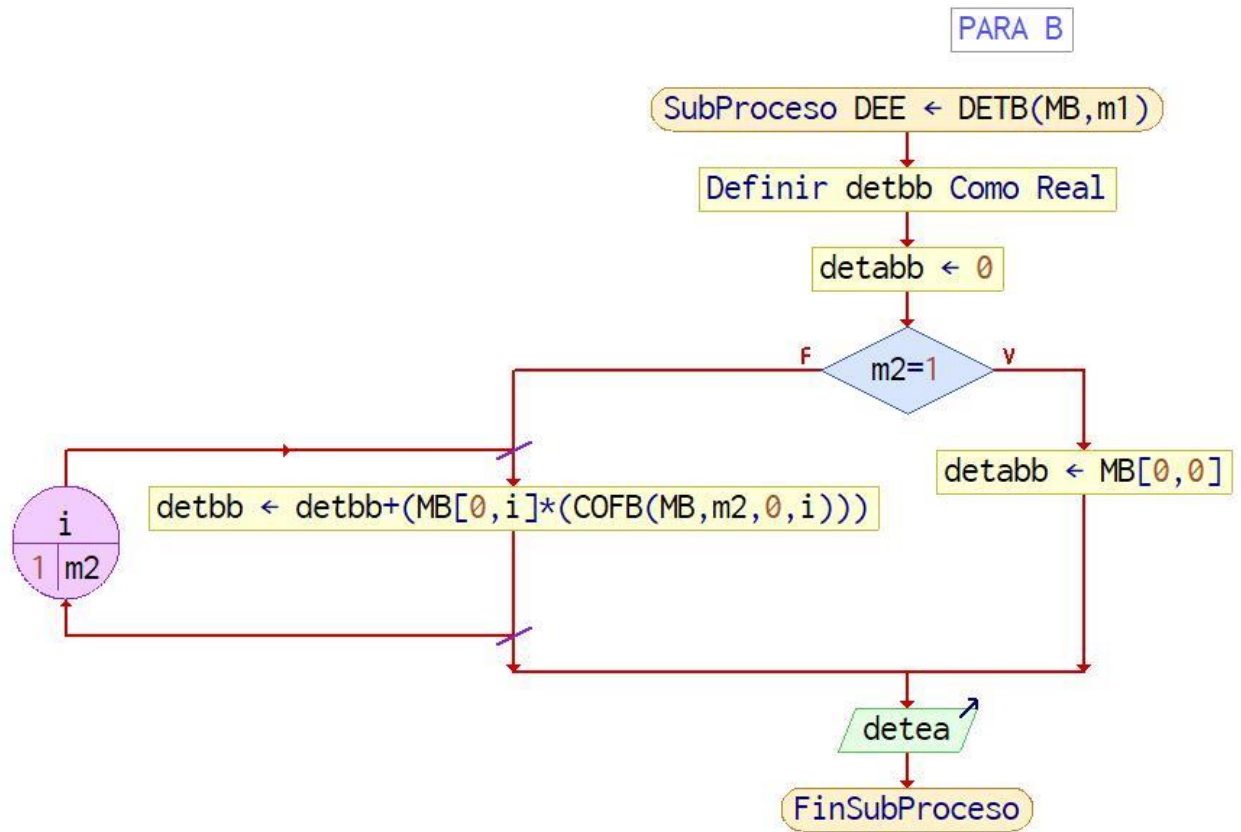 PARA B
SubProceso DEE ← DETB(MB,m1)
Definir detbb Como Real
detabb ← 0
F
m2=1
V
detabb ← MB[0,0]
detbb ← detbb+(MB[0,i]*(COFB(MB,m2,0,i)))
i
1 m2
detea
FinSubProceso